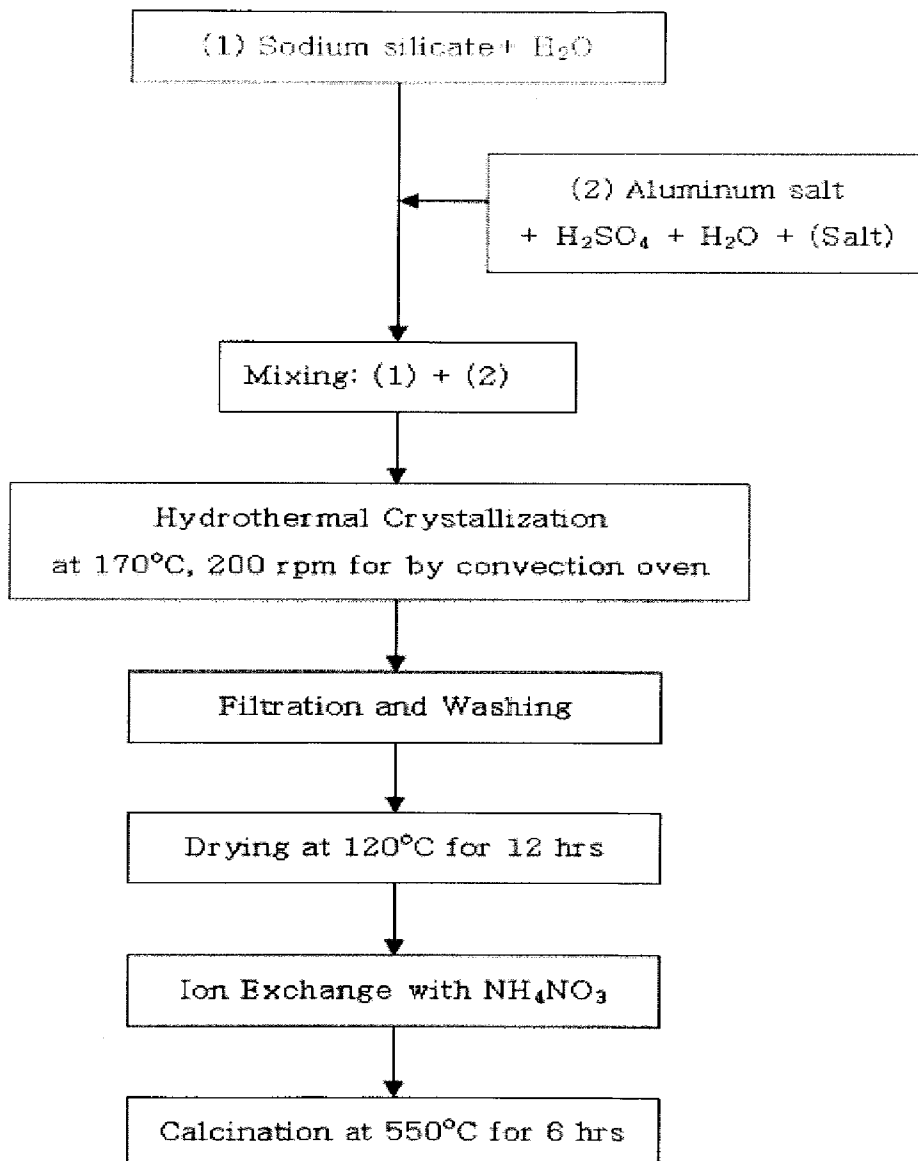 (1) Sodium silicate + H₂O
(2) Aluminum salt
+ H₂SO₄ + H₂O + (Salt)
Mixing: (1) + (2)
Hydrothermal Crystallization
at 170°C, 200 rpm for by convection oven
Filtration and Washing
Drying at 120°C for 12 hrs
Ion Exchange with NH₄NO₃
Calcination at 550°C for 6 hrs